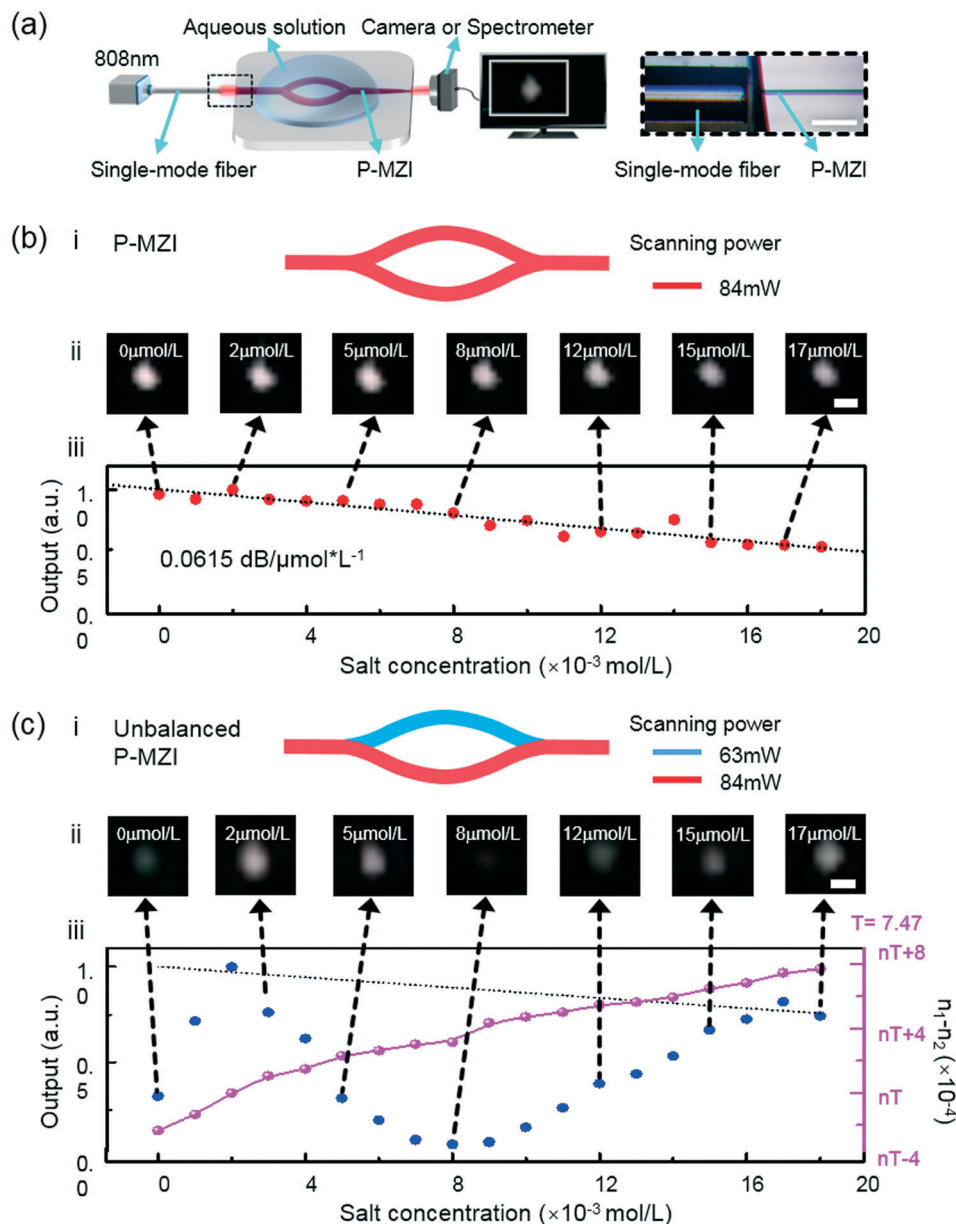 (a)
Aqueous solution
Camera or Spectrometer
808nm
Single-mode fiber
P-MZI
Single-mode fiber
P-MZI
(b)
i
P-MZI
Scanning power
84mW
ii
0μmol/L
2μmol/L
5μmol/L
8μmol/L
12μmol/L
15μmol/L
17μmol/L
iii
Output (a.u.)
1.
0
0.
5
0.
0
0.0615 dB/μmol*L⁻¹
0
4
8
12
16
20
Salt concentration (×10⁻³ mol/L)
(c)
i
Unbalanced
P-MZI
Scanning power
63mW
84mW
ii
0μmol/L
2μmol/L
5μmol/L
8μmol/L
12μmol/L
15μmol/L
17μmol/L
iii
T= 7.47
Output (a.u.)
1.
0
0.
5
0.
0
nT+8
nT+4
nT
nT-4
n₁-n₂ (×10⁻⁴)
0
4
8
12
16
20
Salt concentration (×10⁻³ mol/L)